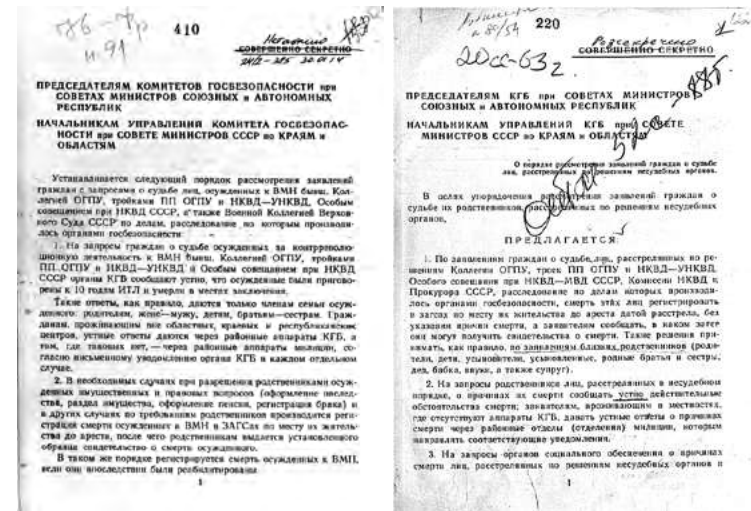 410
СОВЕРШЕННО СЕКРЕТНО
ПРЕДСЕДАТЕЛЯМ КОМИТЕТОВ ГОСБЕЗОПАСНОСТИ при
СОВЕТАХ МИНИСТРОВ СОЮЗНЫХ и АВТОНОМНЫХ
РЕСПУБЛИК
НАЧАЛЬНИКАМ УПРАВЛЕНИЙ КОМИТЕТА ГОСБЕЗОПАС-
НОСТИ при СОВЕТЕ МИНИСТРОВ СССР по КРАЯМ и
ОБЛАСТЯМ
Устанавливается следующий порядок рассмотрения заявлений
граждан с запросами о судьбе лиц, осужденных к ВМН бывш. Кол-
легией ОГПУ, тройками ПП ОГПУ и НКВД—УНКВД, Особым
совещанием при НКВД СССР, а также Военной Коллегией Верхов-
ного Суда СССР по делам, расследование по которым производи-
лось органами госбезопасности:
1. На запросы граждан о судьбе осужденных за контрреволю-
ционную деятельность к ВМН бывш. Коллегией ОГПУ, тройками
ПП ОГПУ и НКВД—УНКВД и Особым совещанием при НКВД
СССР органы КГБ сообщают устно, что осужденные были пригово-
рены к 10 годам ИТЛ и умерли в местах заключения.
Такие ответы, как правило, даются только членам семьи осуж-
денного: родителям, жене—мужу, детям, братьям—сестрам. Граж-
данам, проживающим вне областных, краевых и республиканских
центров, устные ответы даются через районные аппараты КГБ, а
там, где таковых нет,— через районные аппараты милиции, со-
гласно письменному уведомлению органа КГБ в каждом отдельном
случае.
2. В необходимых случаях при разрешении родственниками осуж-
денных имущественных и правовых вопросов (оформление наслед-
ства, раздел имущества, оформление пенсии, регистрация брака) и
в других случаях по требованиям родственников производится реги-
страция смерти осужденных к ВМН в ЗАГСах по месту их житель-
ства до ареста, после чего родственникам выдается установленного
образца свидетельство о смерти осужденного.
В таком же порядке регистрируется смерть осужденных к ВМН,
если они впоследствии были реабилитированы.
1
220
20сс-63г.
Рассекречено
СОВЕРШЕННО СЕКРЕТНО
ПРЕДСЕДАТЕЛЯМ КГБ при СОВЕТАХ МИНИСТРОВ
СОЮЗНЫХ и АВТОНОМНЫХ РЕСПУБЛИК
НАЧАЛЬНИКАМ УПРАВЛЕНИЙ КГБ при СОВЕТЕ
МИНИСТРОВ СССР по КРАЯМ и ОБЛАСТЯМ
О порядке рассмотрения заявлений граждан о судьбе
лиц, расстрелянных по решениям несудебных органов.
В целях упорядочения рассмотрения заявлений граждан о
судьбе их родственников, расстрелянных по решениям несудебных
органов,
ПРЕДЛАГАЕТСЯ:
1. По заявлениям граждан о судьбе лиц, расстрелянных по ре-
шениям Коллегии ОГПУ, троек ПП ОГПУ и НКВД—УНКВД,
Особого совещания при НКВД—МВД СССР, Комиссии НКВД и
Прокурора СССР, расследование по делам которых производи-
лось органами госбезопасности, смерть этих лиц регистрировать
в загсах по месту их жительства до ареста датой расстрела, без
указания причин смерти, а заявителям сообщать, в каком загсе
они могут получить свидетельства о смерти. Такие решения при-
нимать, как правило, по заявлениям близких родственников (роди-
тели, дети, усыновители, усыновленные, родные братья и сестры,
дед, бабка, внуки, а также супруг).
2. На запросы родственников лиц, расстрелянных в несудебном
порядке, о причинах их смерти сообщать устно действительные
обстоятельства смерти; заявителям, проживающим в местностях,
где отсутствуют аппараты КГБ, давать устные ответы о причинах
смерти через районные отделы (отделения) милиции, которым
направлять соответствующие уведомления.
3. На запросы органов социального обеспечения о причинах
смерти лиц, расстрелянных по решениям несудебных органов и
1